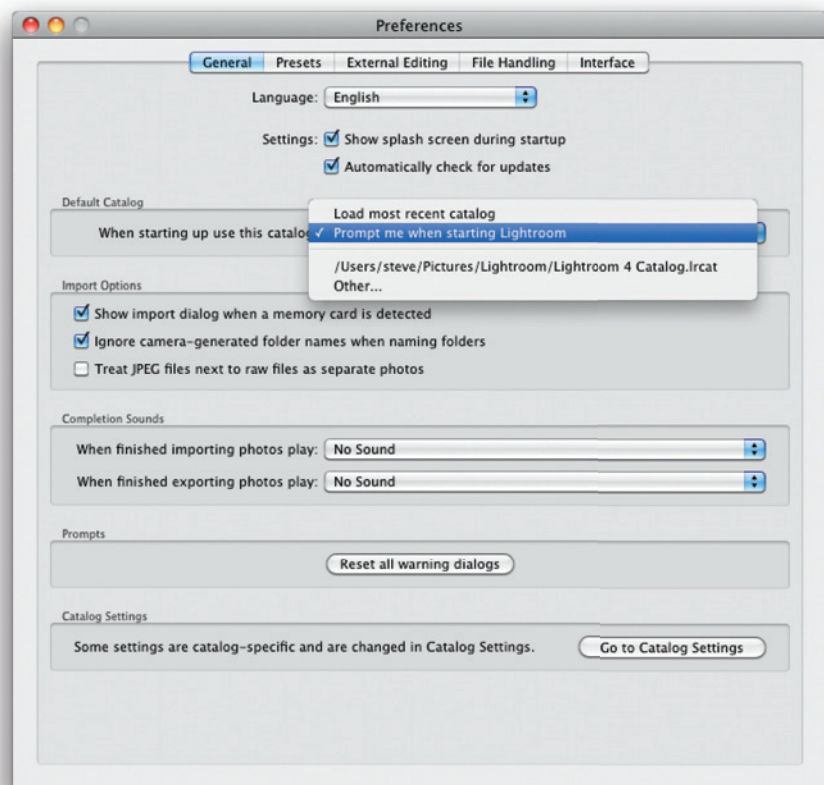 Preferences
General Presets External Editing File Handling Interface
Language: English
Settings: Show splash screen during startup
Automatically check for updates
Default Catalog
Load most recent catalog
When starting up use this catalog ✓ Prompt me when starting Lightroom
/Users/steve/Pictures/Lightroom/Lightroom 4 Catalog.lrcat
Other...
Import Options
Show import dialog when a memory card is detected
Ignore camera-generated folder names when naming folders
Treat JPEG files next to raw files as separate photos
Completion Sounds
When finished importing photos play: No Sound
When finished exporting photos play: No Sound
Prompts
Reset all warning dialogs
Catalog Settings
Some settings are catalog-specific and are changed in Catalog Settings. Go to Catalog Settings